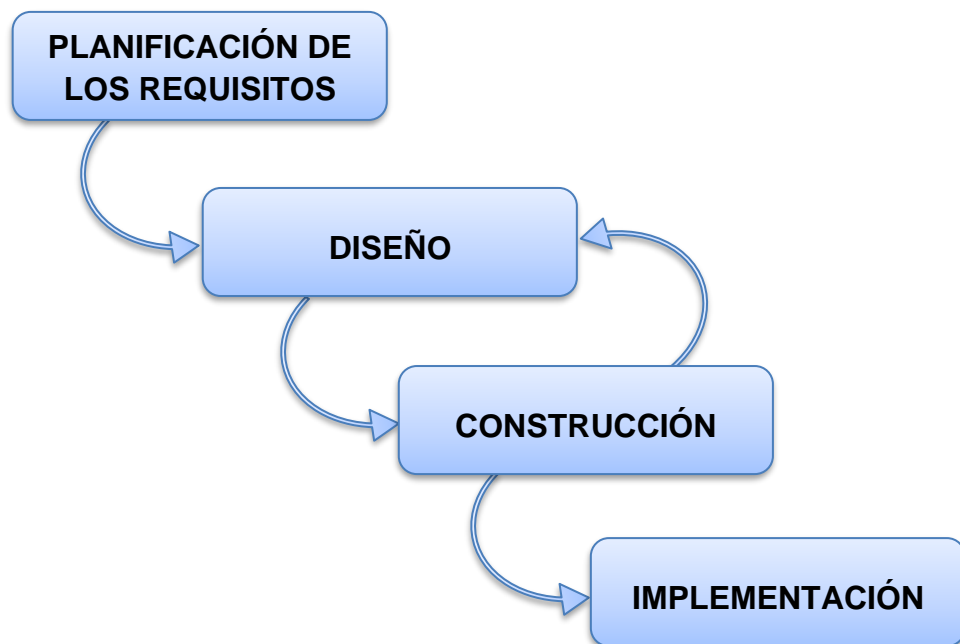 PLANIFICACIÓN DE
LOS REQUISITOS
DISEÑO
CONSTRUCCIÓN
IMPLEMENTACIÓN